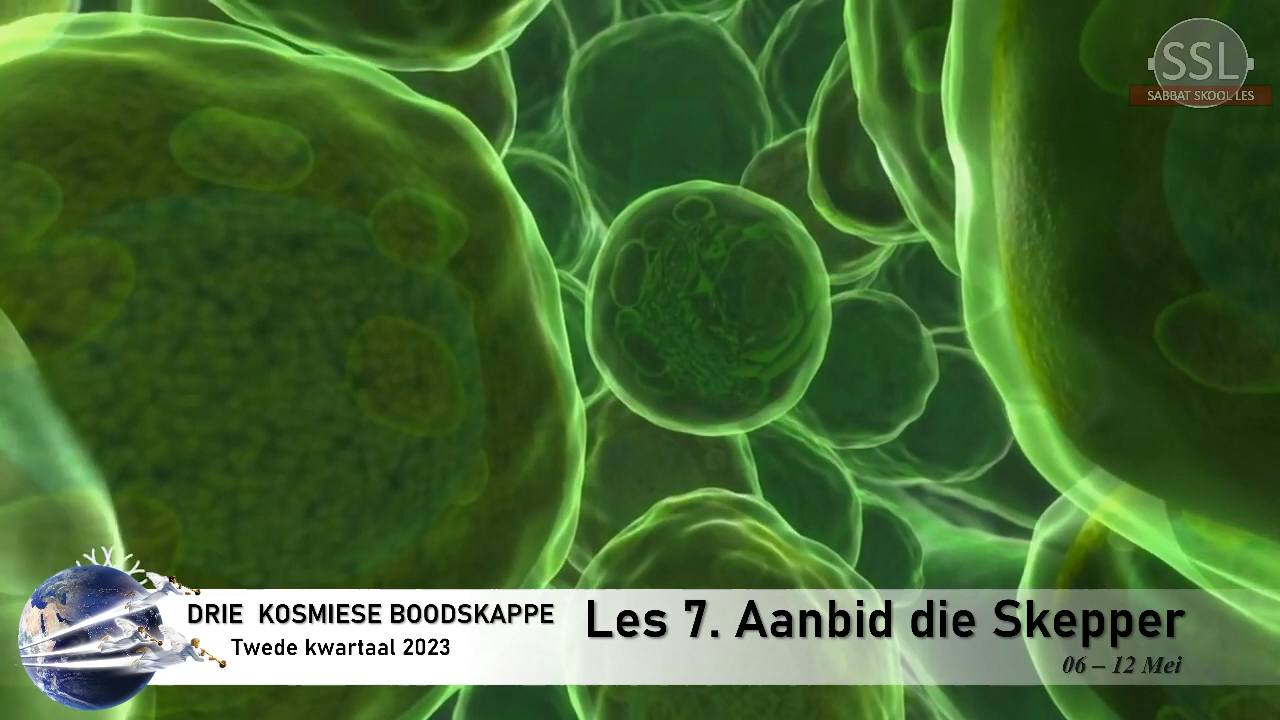 SSL
SABBAT SKOOL LES
DRIE KOSMIESE BOODSKAPPE
Twede kwartaal 2023
Les 7. Aanbid die Skepper
06 – 12 Mei